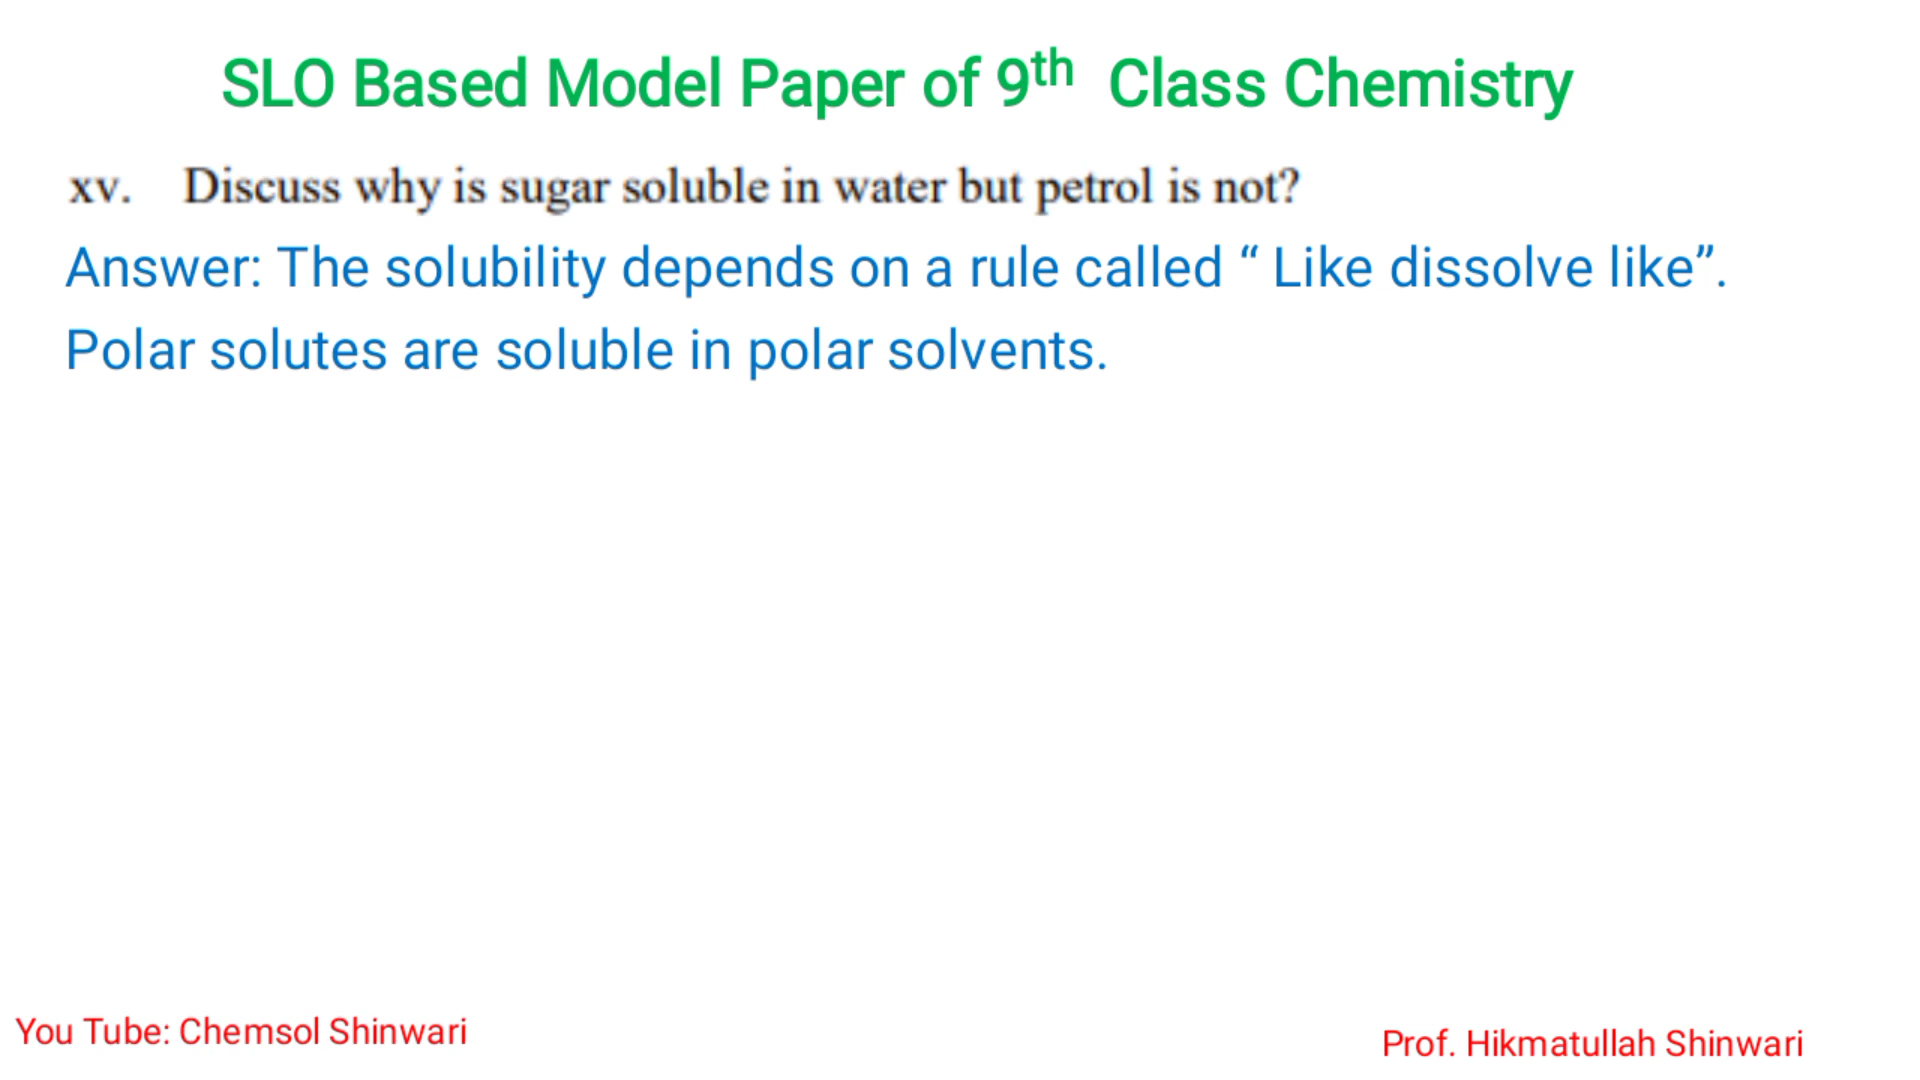 SLO Based Model Paper of 9th Class Chemistry
xv. Discuss why is sugar soluble in water but petrol is not?
Answer: The solubility depends on a rule called “ Like dissolve like”.
Polar solutes are soluble in polar solvents.
You Tube: Chemsol Shinwari
Prof. Hikmatullah Shinwari